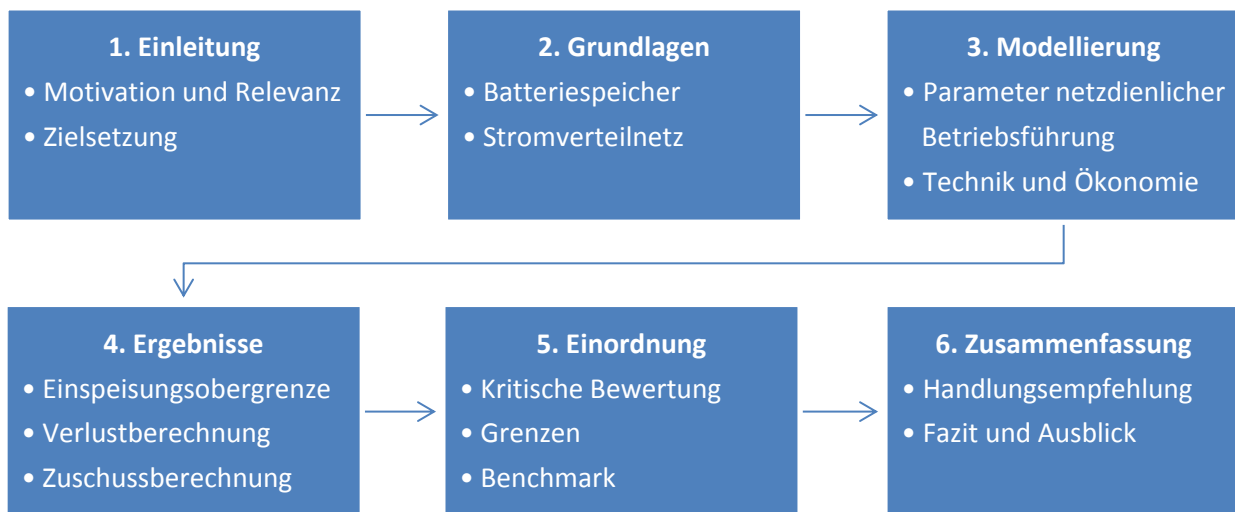 1. Einleitung
• Motivation und Relevanz
• Zielsetzung
2. Grundlagen
• Batteriespeicher
• Stromverteilnetz
3. Modellierung
• Parameter netzdienlicher
Betriebsführung
• Technik und Ökonomie
4. Ergebnisse
• Einspeisungsobergrenze
• Verlustberechnung
• Zuschussberechnung
5. Einordnung
• Kritische Bewertung
• Grenzen
• Benchmark
6. Zusammenfassung
• Handlungsempfehlung
• Fazit und Ausblick